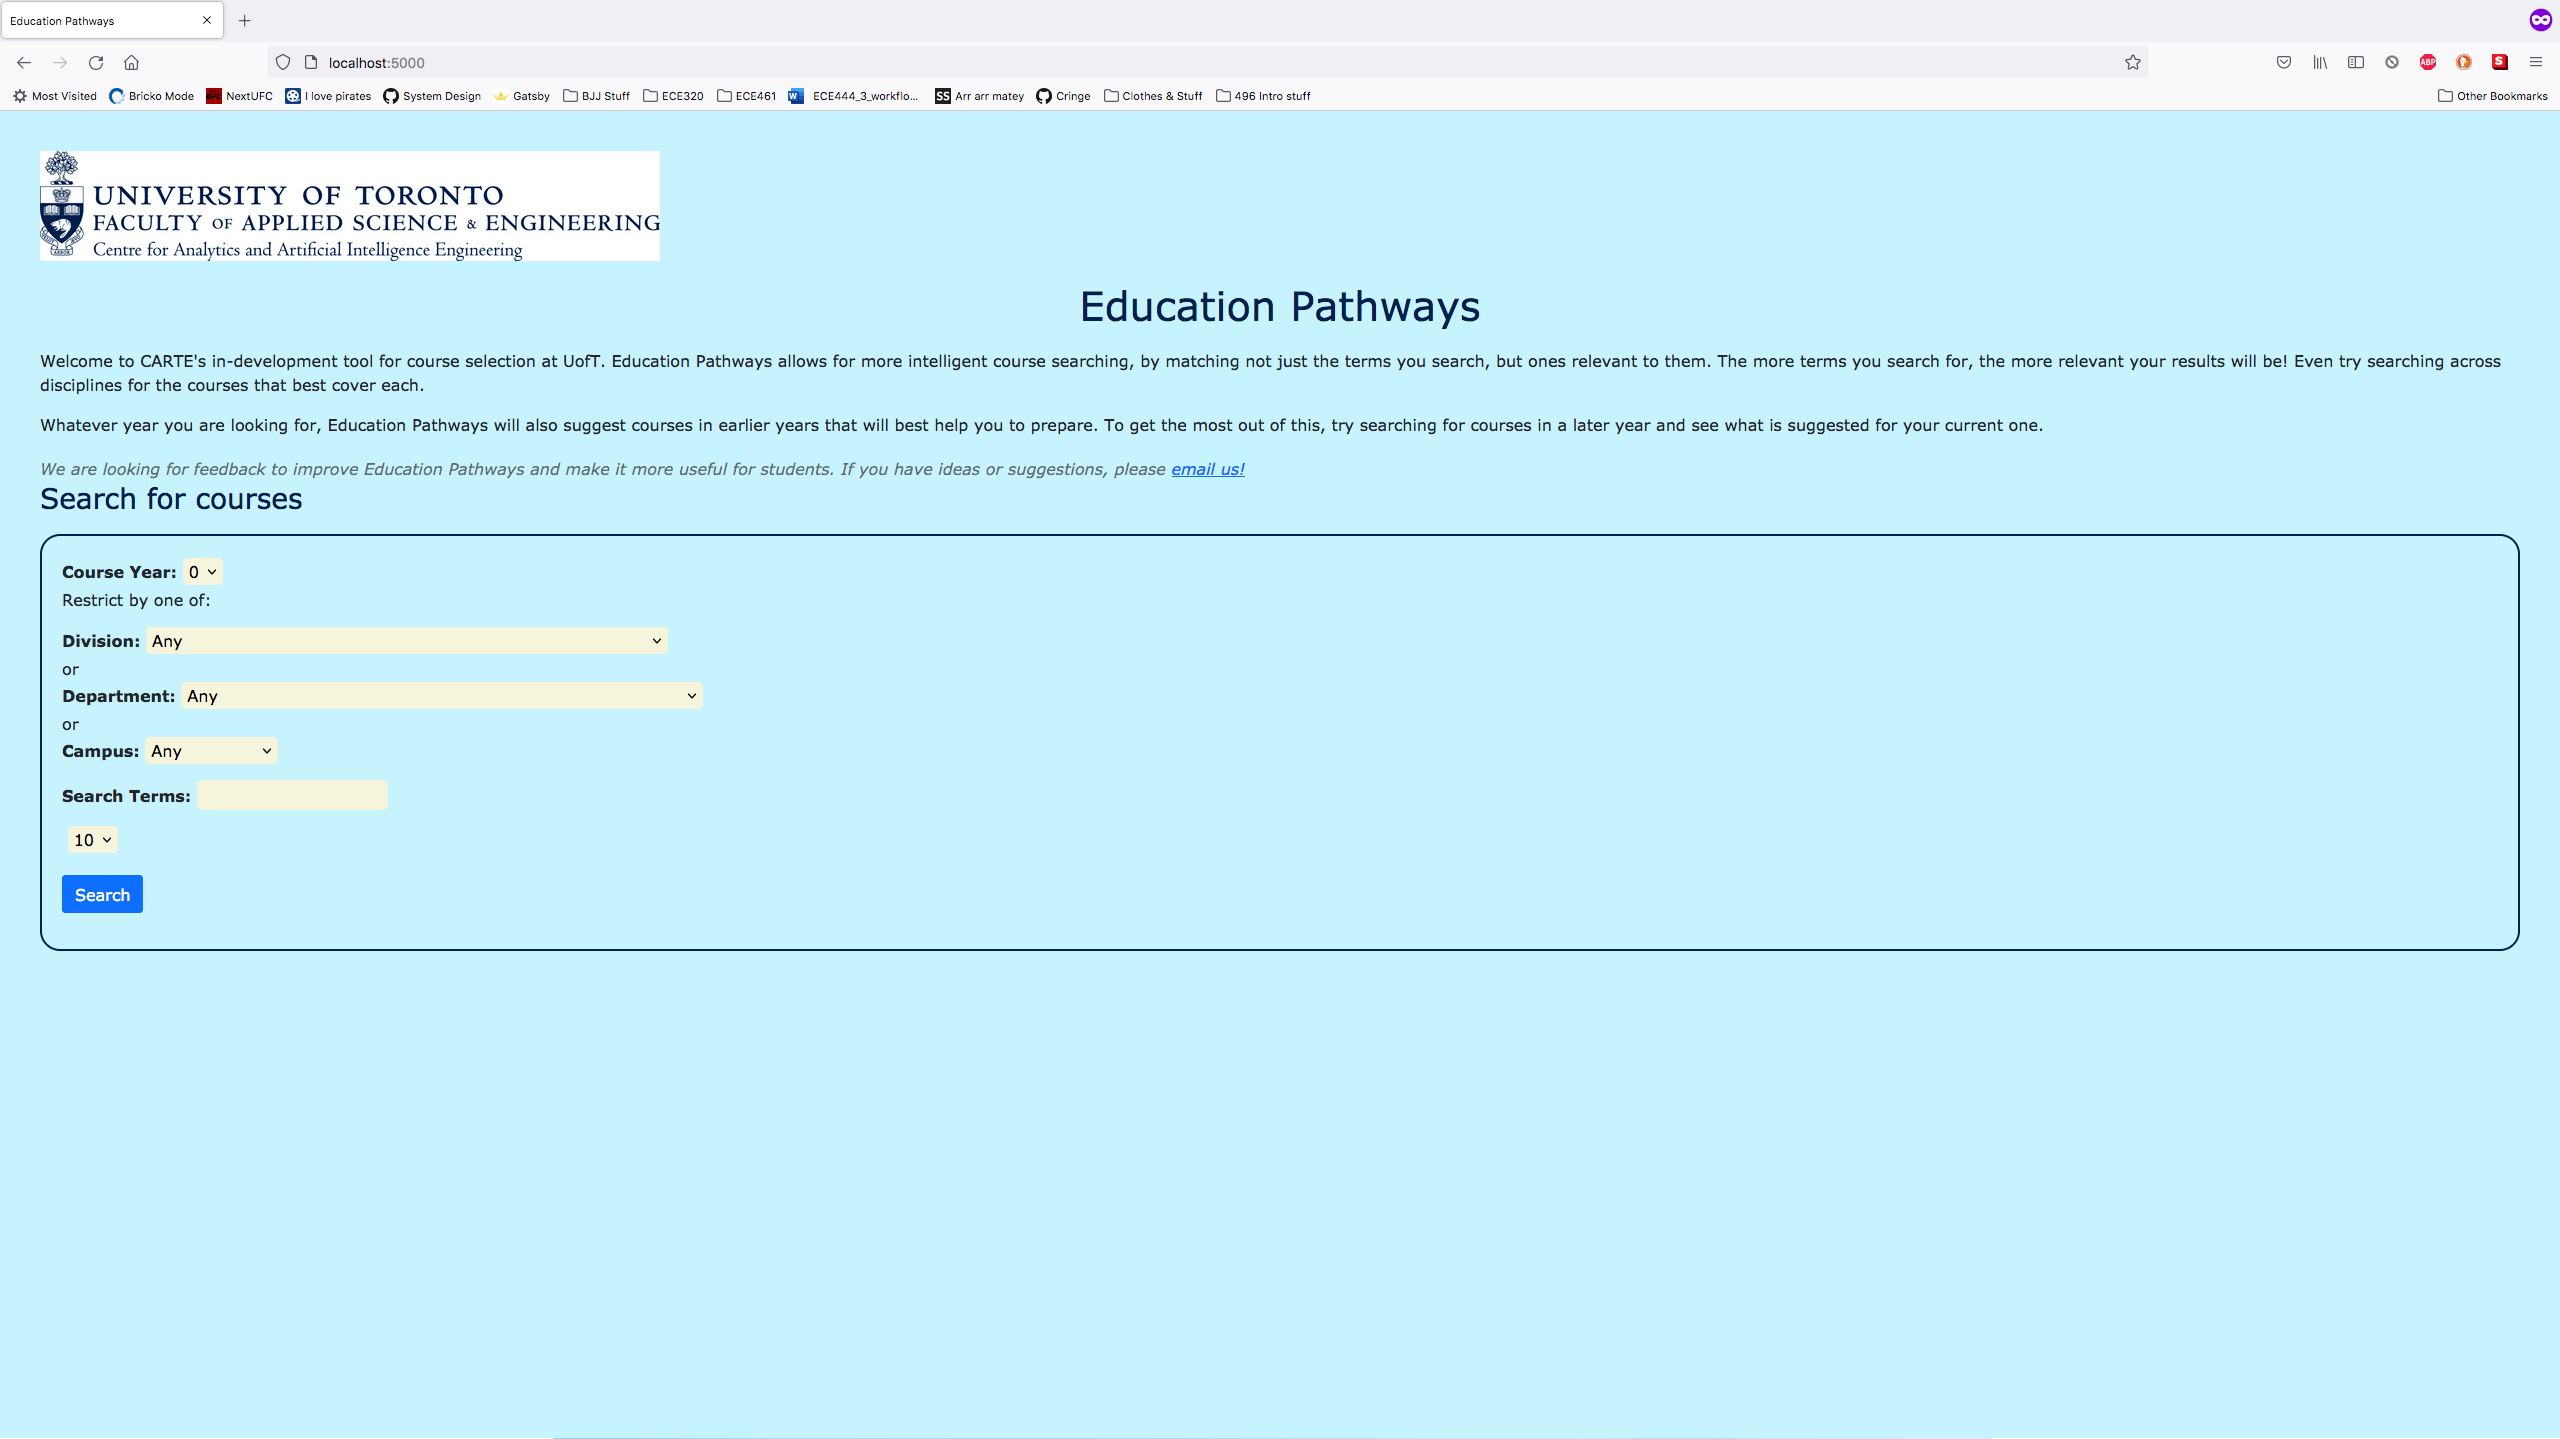 Education Pathways
localhost:5000
Most Visited Bricko Mode NextUFC I love pirates System Design Gatsby BJJ Stuff ECE320 ECE461 ECE444_3_workflo... Arr arr matey Cringe Clothes & Stuff 496 Intro stuff Other Bookmarks
UNIVERSITY OF TORONTO
FACULTY OF APPLIED SCIENCE & ENGINEERING
Centre for Analytics and Artificial Intelligence Engineering
Education Pathways
Welcome to CARTE's in-development tool for course selection at UofT. Education Pathways allows for more intelligent course searching, by matching not just the terms you search, but ones relevant to them. The more terms you search for, the more relevant your results will be! Even try searching across
disciplines for the courses that best cover each.
Whatever year you are looking for, Education Pathways will also suggest courses in earlier years that will best help you to prepare. To get the most out of this, try searching for courses in a later year and see what is suggested for your current one.
We are looking for feedback to improve Education Pathways and make it more useful for students. If you have ideas or suggestions, please email us!
Search for courses
Course Year: 0
Restrict by one of:
Division: Any
or
Department: Any
or
Campus: Any
Search Terms:
10
Search